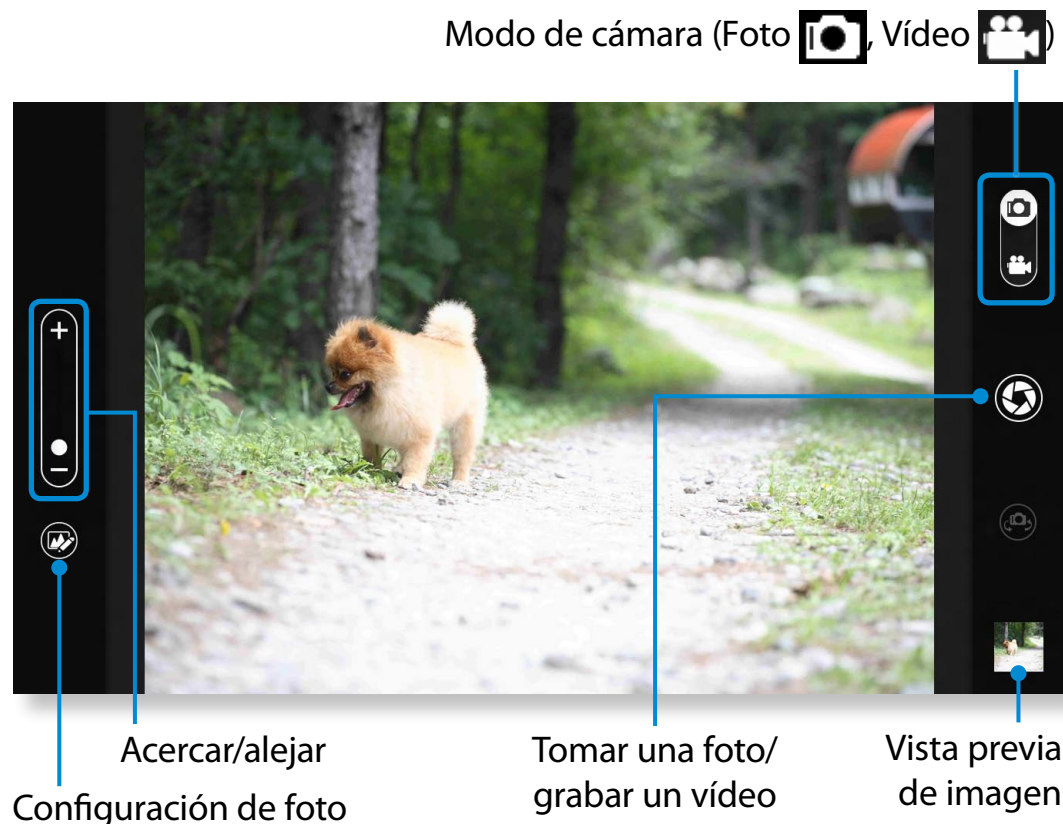 Modo de cámara (Foto , Vídeo )
Acercar/alejar
Configuración de foto
Tomar una foto/
grabar un vídeo
Vista previa
de imagen